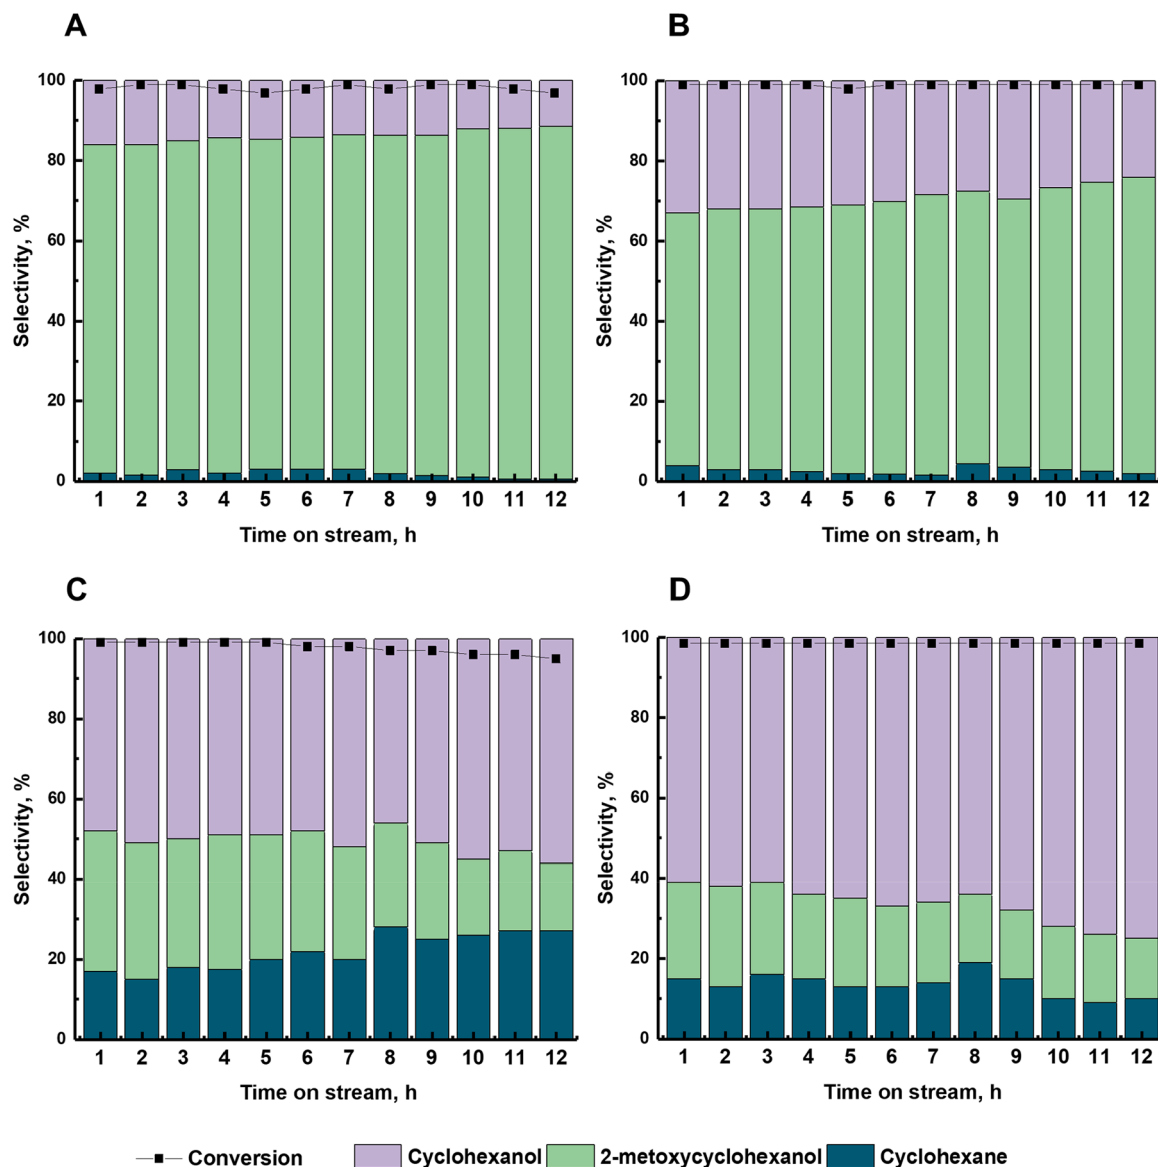 A
B
100
80
60
40
20
0
Selectivity, %
1 2 3 4 5 6 7 8 9 10 11 12
Time on stream, h
100
80
60
40
20
0
Selectivity, %
1 2 3 4 5 6 7 8 9 10 11 12
Time on stream, h
C
D
100
80
60
40
20
0
Selectivity, %
1 2 3 4 5 6 7 8 9 10 11 12
Time on stream, h
100
80
60
40
20
0
Selectivity, %
1 2 3 4 5 6 7 8 9 10 11 12
Time on stream, h
Conversion Cyclohexanol 2-metoxycyclohexanol Cyclohexane